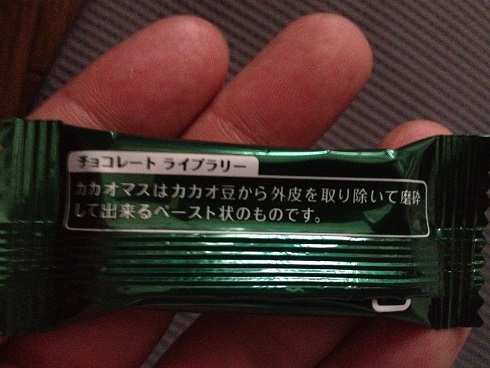 チョコレート ライブラリー
カカオマスはカカオ豆から外皮を取り除いて磨砕
して出来るペースト状のものです。